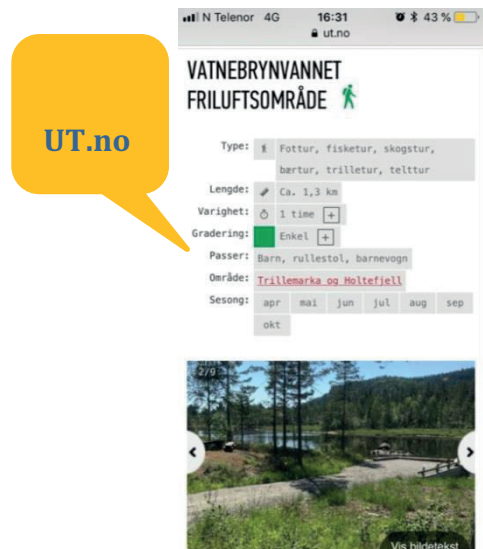 N Telenor 4G 16:31 43 %
ut.no
UT.no
VATNEBRYNVANNET
FRILUFTSOMRÅDE
Type: Fottur, fisketur, skogstur,
bærtur, trilletur, telttur
Lengde: Ca. 1,3 km
Varighet: 1 time +
Gradering: Enkel +
Passer: Barn, rullestol, barnevogn
Område: Trillemarka og Holtefjell
Sesong: apr mai jun jul aug sep
okt
2/9
Vis bildetekst